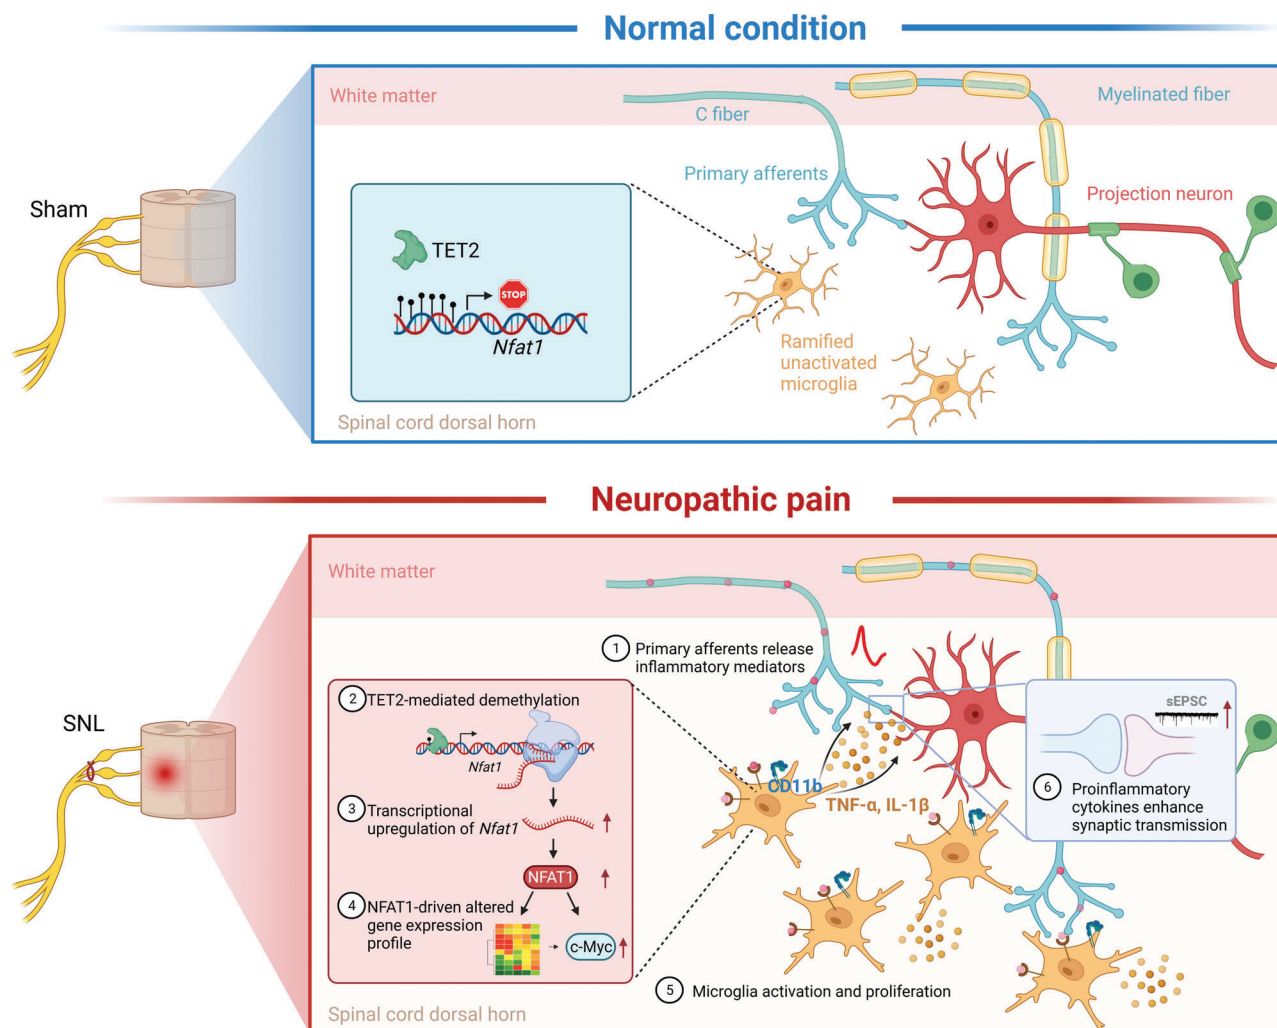 Normal condition
White matter
C fiber
Myelinated fiber
Primary afferents
Projection neuron
Sham
TET2
STOP
Nfat1
Ramified
unactivated
microglia
Spinal cord dorsal horn
Neuropathic pain
White matter
1 Primary afferents release
inflammatory mediators
SNL
2 TET2-mediated demethylation
Nfat1
3 Transcriptional
upregulation of Nfat1
NFAT1
4 NFAT1-driven altered
gene expression
profile
c-Myc
CD11b
TNF-α, IL-1β
sEPSC
6 Proinflammatory
cytokines enhance
synaptic transmission
5 Microglia activation and proliferation
Spinal cord dorsal horn